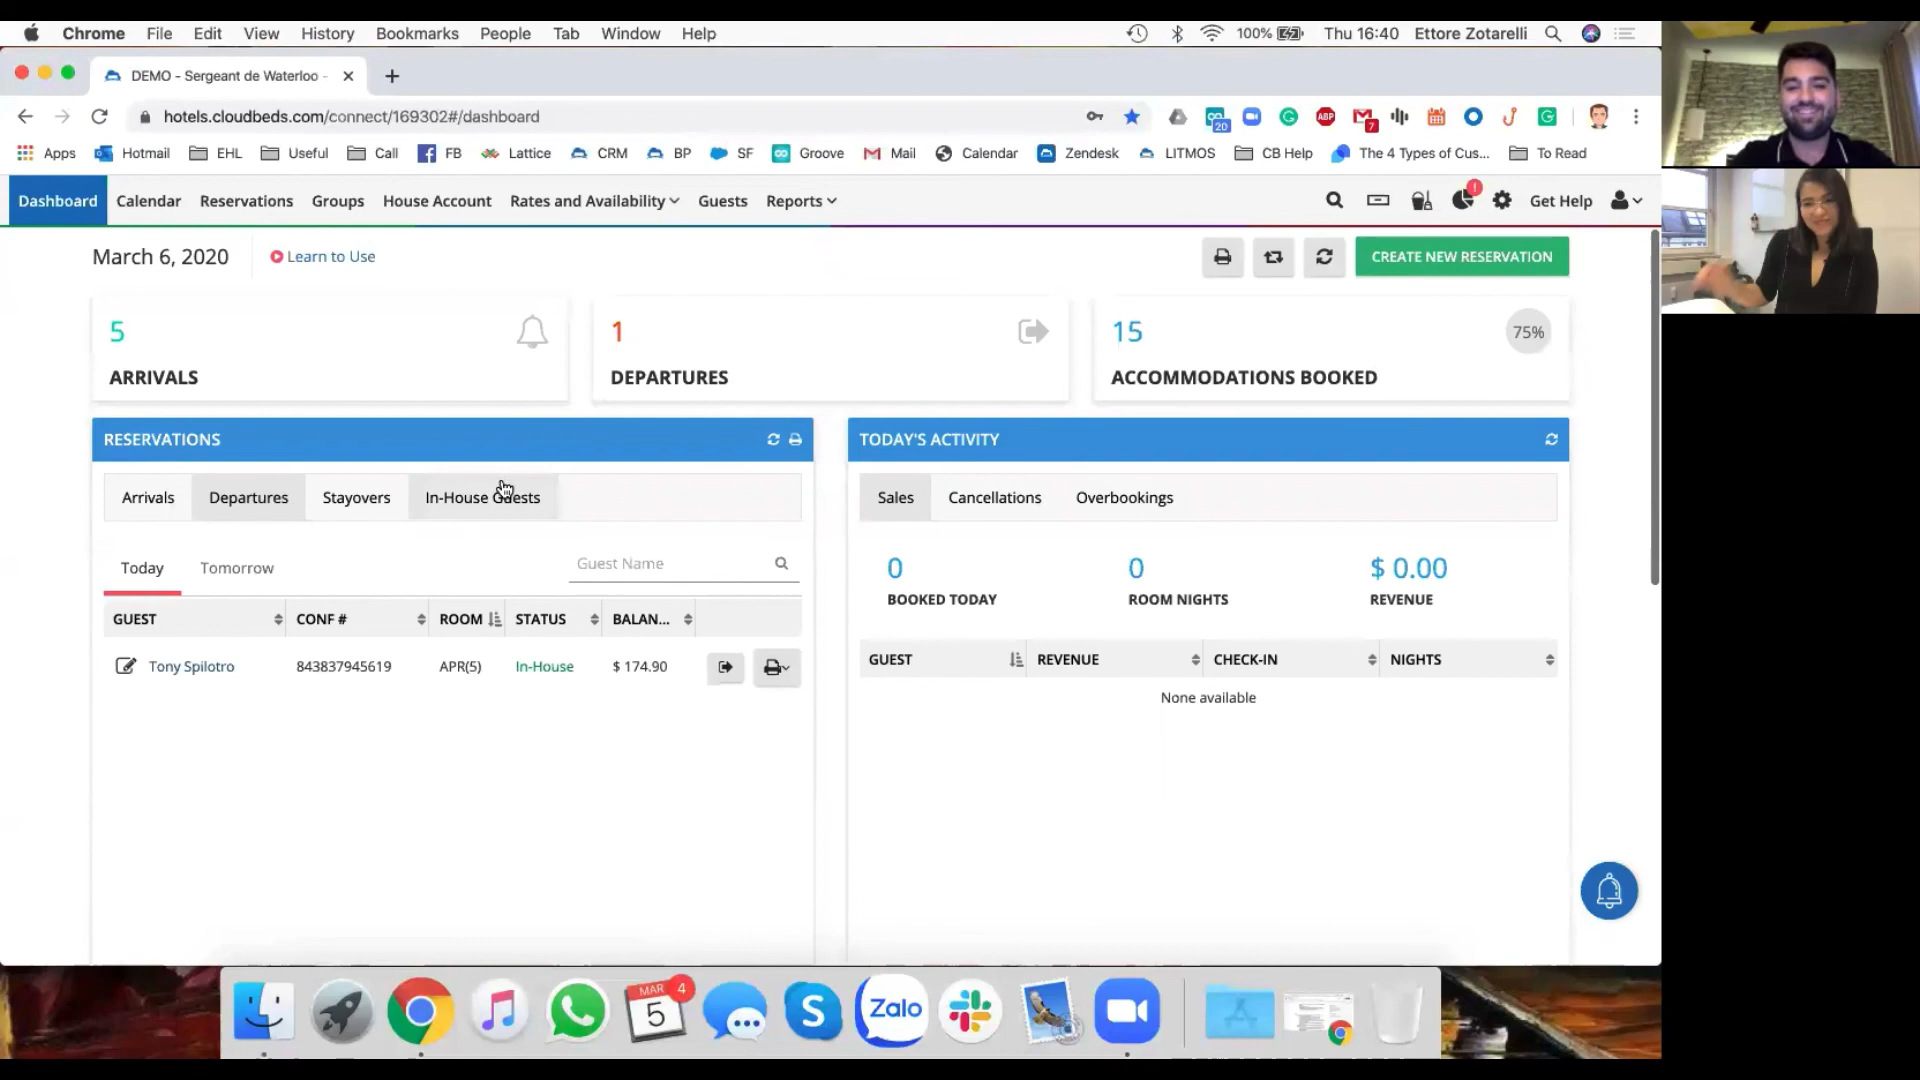 Chrome File Edit View History Bookmarks People Tab Window Help 100% Thu 16:40 Ettore Zotarelli
DEMO - Sergeant de Waterloo -
hotels.cloudbeds.com/connect/169302#/dashboard
20
ABP
7
Apps Hotmail EHL Useful Call FB Lattice CRM BP SF Groove Mail Calendar Zendesk LITMOS CB Help The 4 Types of Cus... To Read
Dashboard Calendar Reservations Groups House Account Rates and Availability Guests Reports ! Get Help
March 6, 2020 Learn to Use CREATE NEW RESERVATION
5
ARRIVALS
1
DEPARTURES
15 75%
ACCOMMODATIONS BOOKED
RESERVATIONS
Arrivals Departures Stayovers In-House Guests
Today Tomorrow Guest Name
GUEST CONF # ROOM STATUS BALAN...
Tony Spilotro 843837945619 APR(5) In-House $ 174.90
TODAY'S ACTIVITY
Sales Cancellations Overbookings
0 0 $ 0.00
BOOKED TODAY ROOM NIGHTS REVENUE
GUEST REVENUE CHECK-IN NIGHTS
None available
MAR 4
5
Zalo